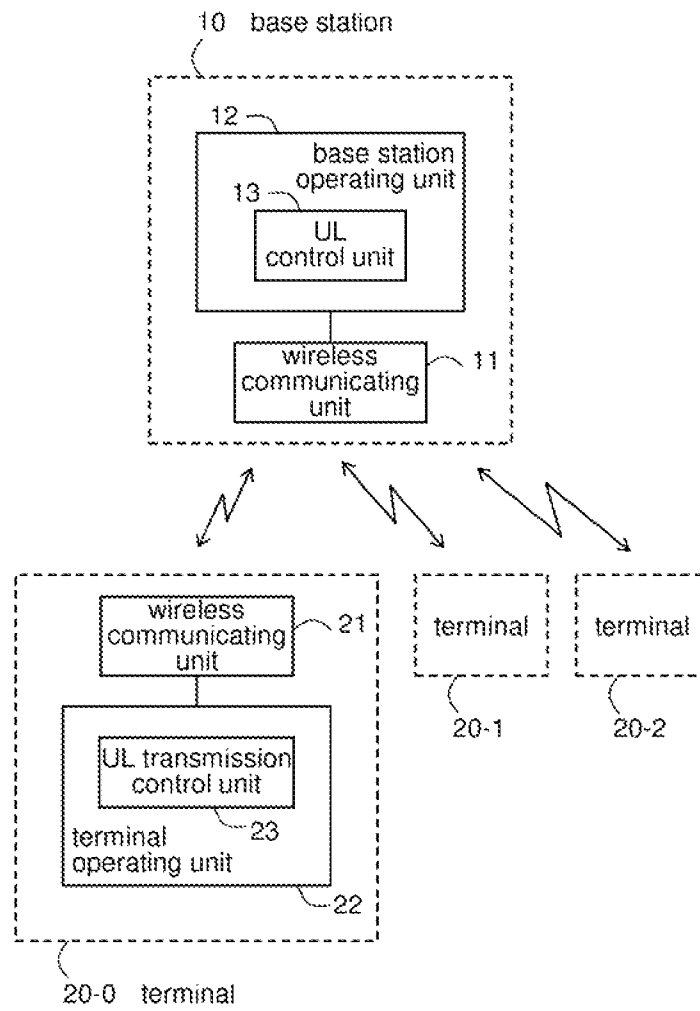 10 base station
12
base station
operating unit
13
UL
control unit
wireless
communicating
unit
11
wireless
communicating
unit
21
terminal
terminal
20-1
20-2
UL transmission
control unit
23
terminal
operating unit
22
20-0 terminal